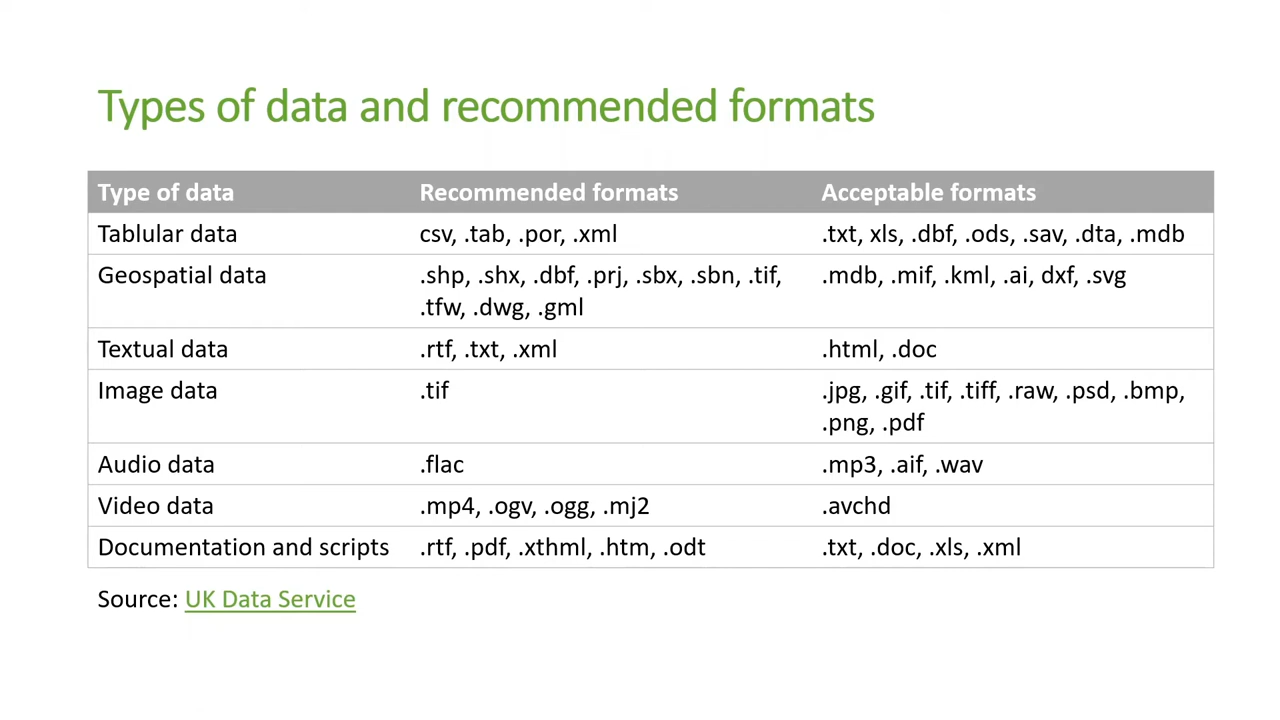 Types of data and recommended formats
Type of data Recommended formats Acceptable formats
Tablular data csv, .tab, .por, .xml .txt, xls, .dbf, .ods, .sav, .dta, .mdb
Geospatial data .shp, .shx, .dbf, .prj, .sbx, .sbn, .tif, .mdb, .mif, .kml, .ai, dxf, .svg
.tfw, .dwg, .gml
Textual data .rtf, .txt, .xml .html, .doc
Image data .tif .jpg, .gif, .tif, .tiff, .raw, .psd, .bmp,
.png, .pdf
Audio data .flac .mp3, .aif, .wav
Video data .mp4, .ogv, .ogg, .mj2 .avchd
Documentation and scripts .rtf, .pdf, .xthml, .htm, .odt .txt, .doc, .xls, .xml
Source: UK Data Service